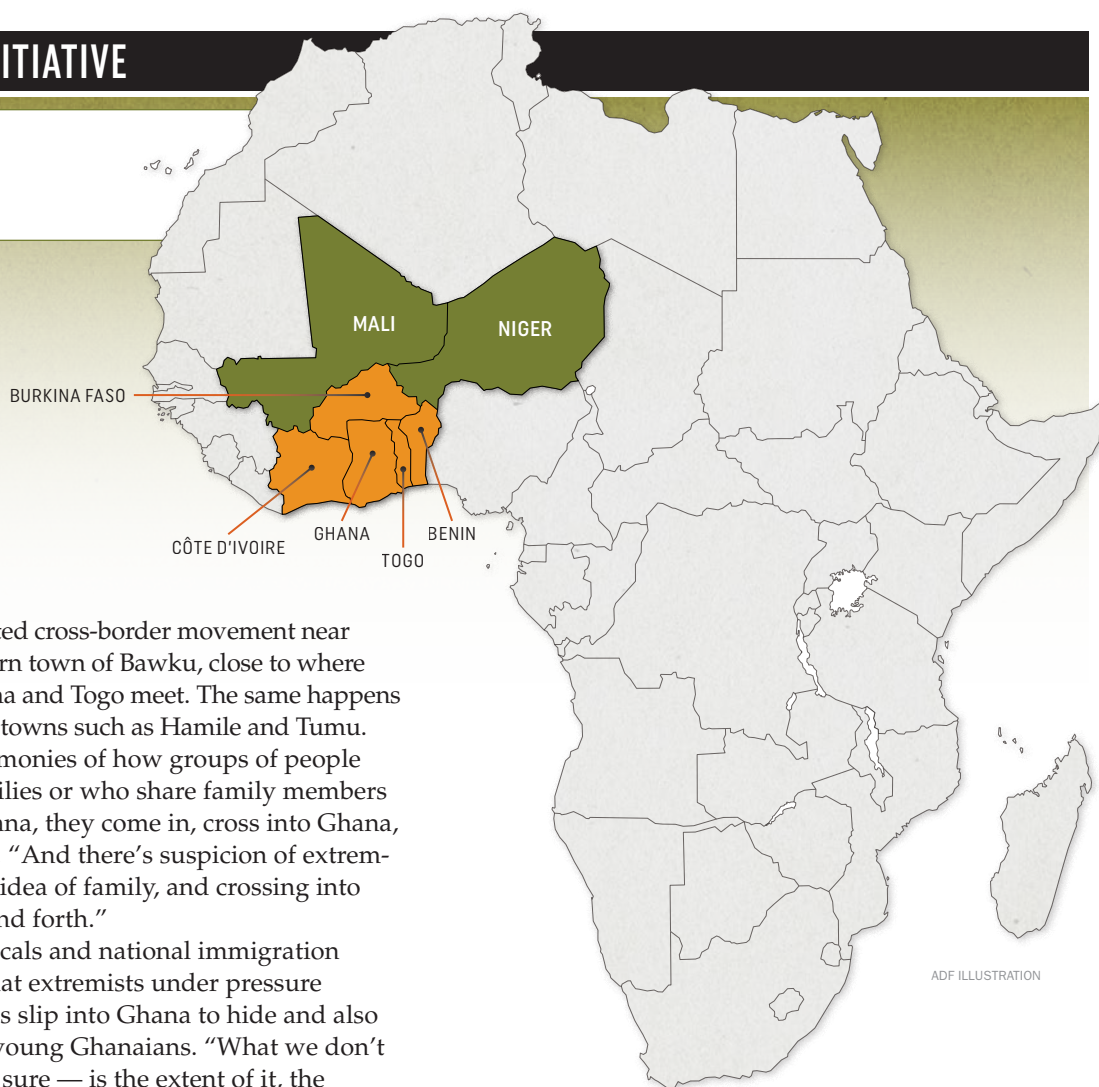 ITIATIVE
MALI
NIGER
BURKINA FASO
CÔTE D'IVOIRE
GHANA
TOGO
BENIN
ted cross-border movement near
rn town of Bawku, close to where
na and Togo meet. The same happens
towns such as Hamile and Tumu.
monies of how groups of people
ilies or who share family members
ana, they come in, cross into Ghana,
“And there’s suspicion of extrem-
idea of family, and crossing into
nd forth.”
cals and national immigration
at extremists under pressure
s slip into Ghana to hide and also
young Ghanaians. “What we don’t
sure — is the extent of it, the
ADF ILLUSTRATION